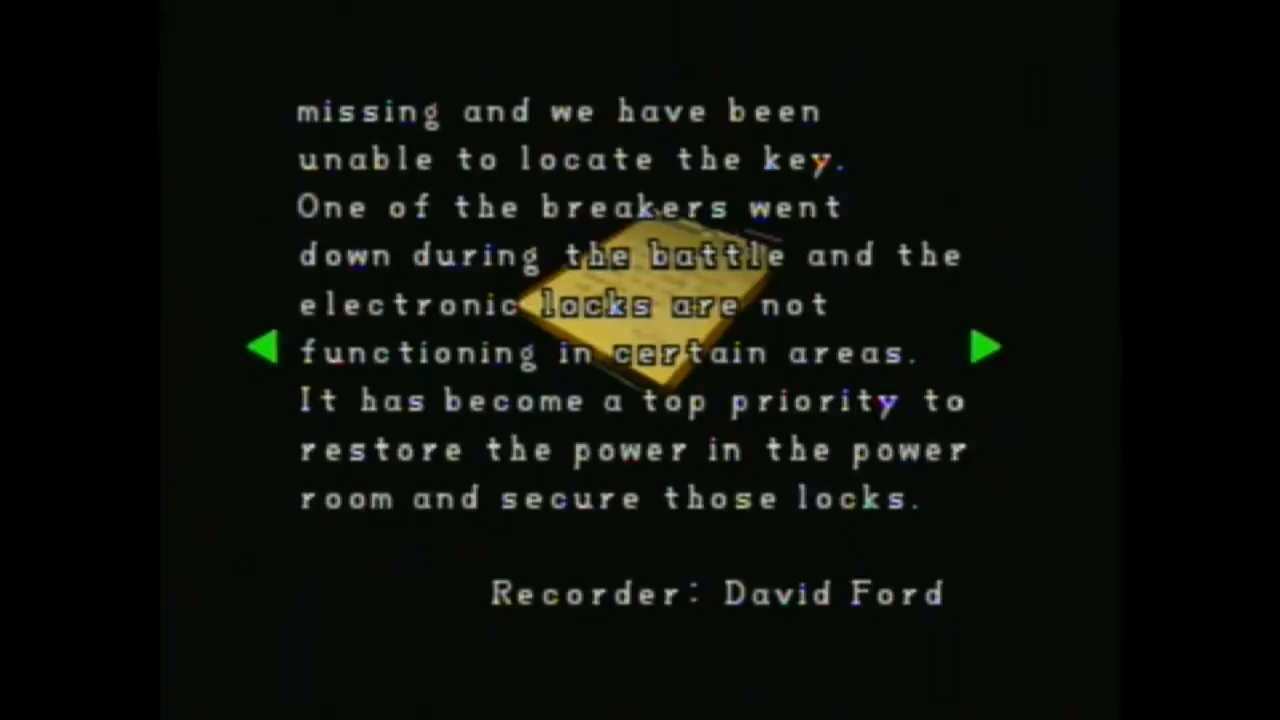 missing and we have been
unable to locate the key.
One of the breakers went
down during the battle and the
electronic locks are not
functioning in certain areas.
It has become a top priority to
restore the power in the power
room and secure those locks.
Recorder: David Ford